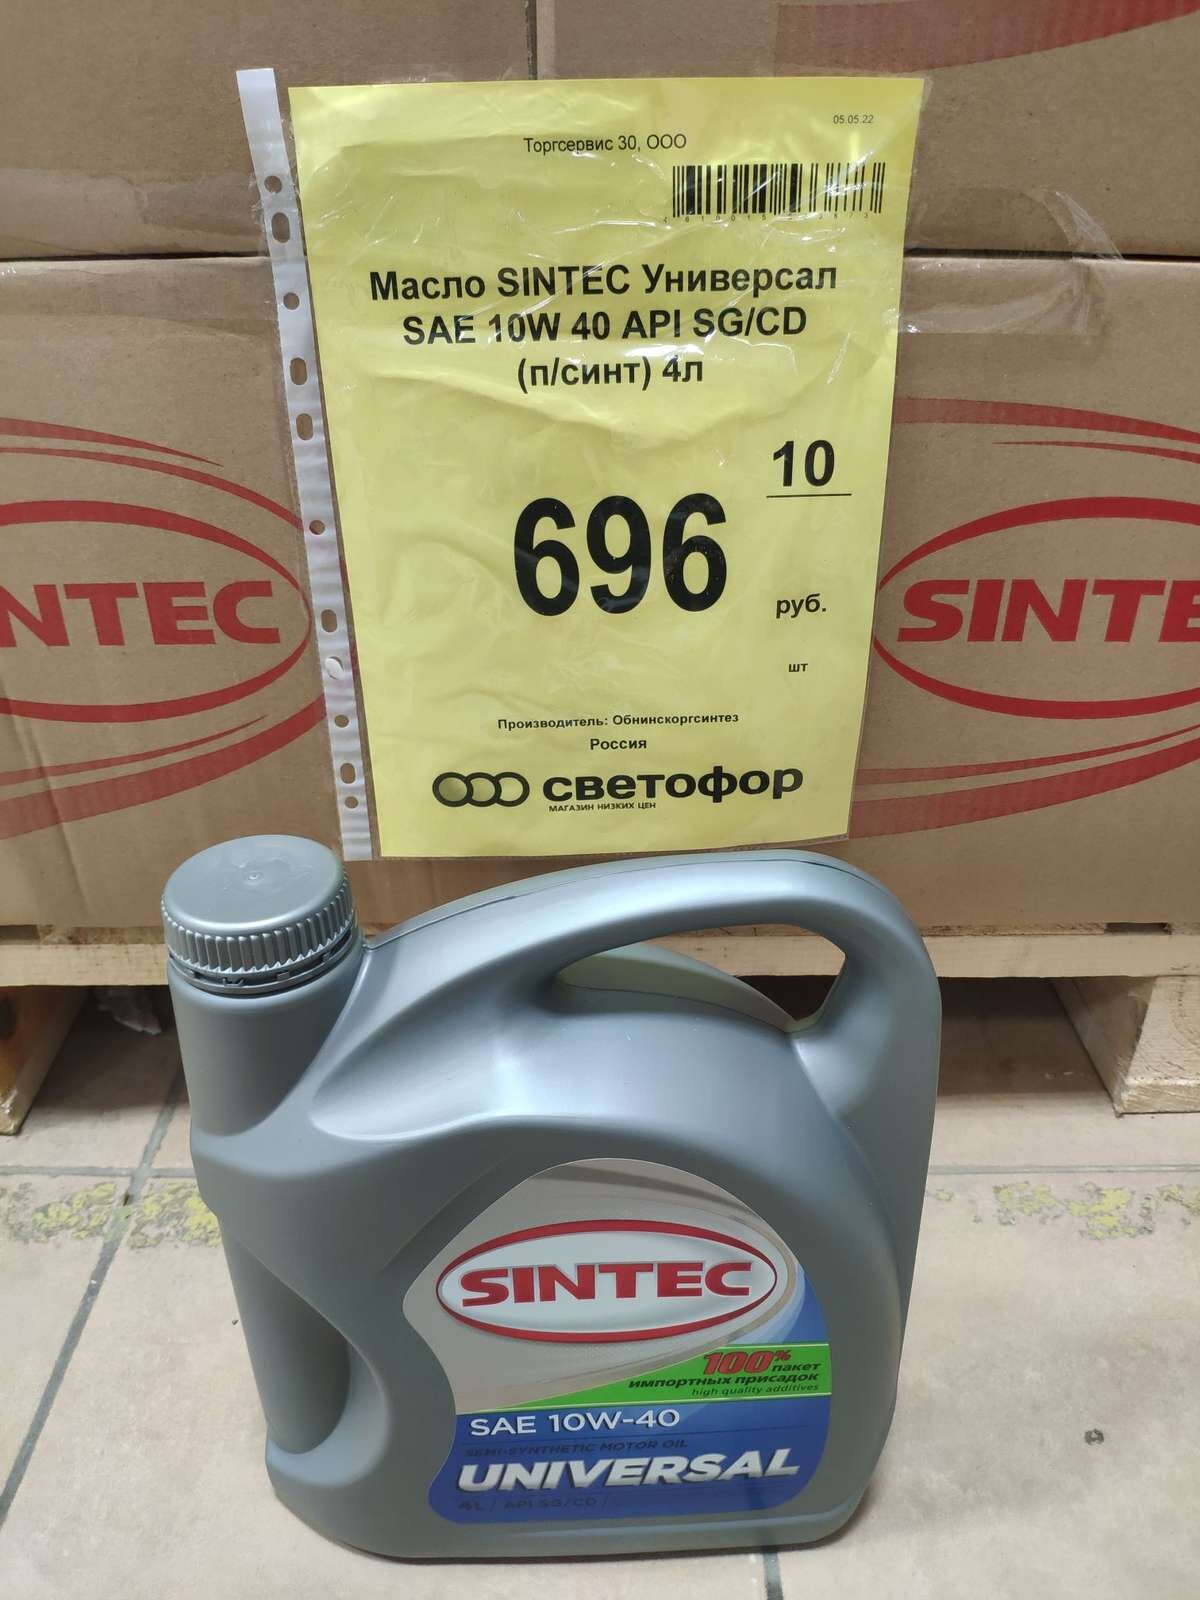 05.05.22
Торгсервис 30, ООО
Масло SINTEC Универсал
SAE 10W 40 API SG/CD
(п/синт) 4л
696
10
руб.
шт
Производитель: Обнинскоргсинтез
Россия
светофор
МАГАЗИН НИЗКИХ ЦЕН
NTEC
SINTE
SINTEC
100%
пакет
импортных присадок
high quality additives
SAE 10W-40
SEMI-SYNTHETIC MOTOR OIL
UNIVERSAL
4L / API SG/CD /